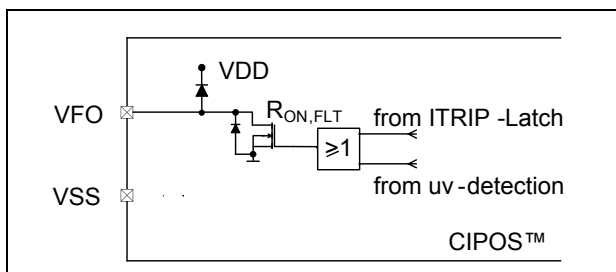 VDD
VFO
R_ON,FLT
from ITRIP -Latch
≥1
from uv -detection
VSS
CIPOS™